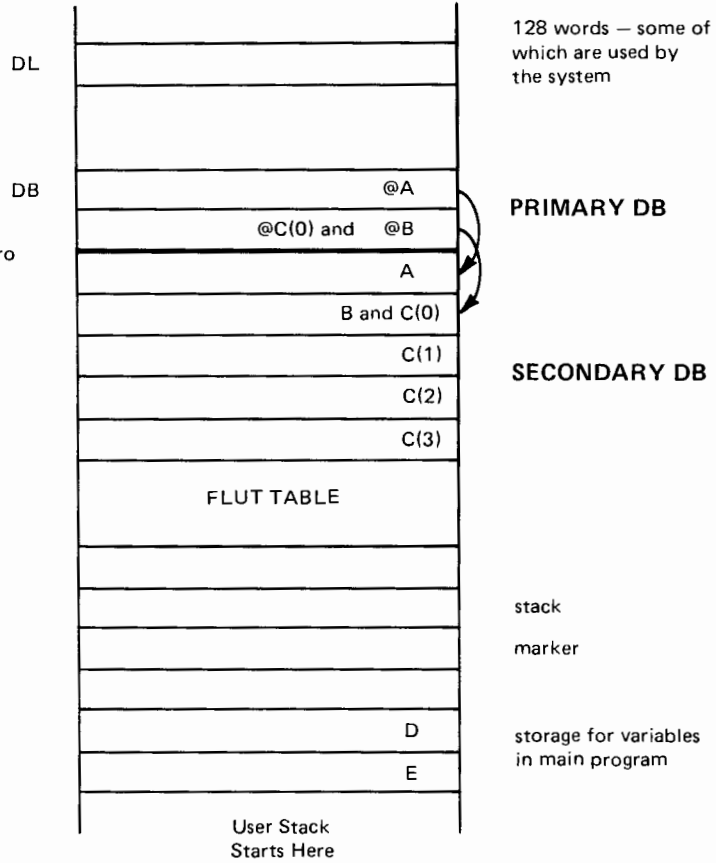 128 words — some of
which are used by
the system
DL
DB
@A
PRIMARY DB
@C(0) and @B
ro
A
B and C(0)
C(1)
SECONDARY DB
C(2)
C(3)
FLUT TABLE
stack
marker
D
storage for variables
in main program
E
User Stack
Starts Here